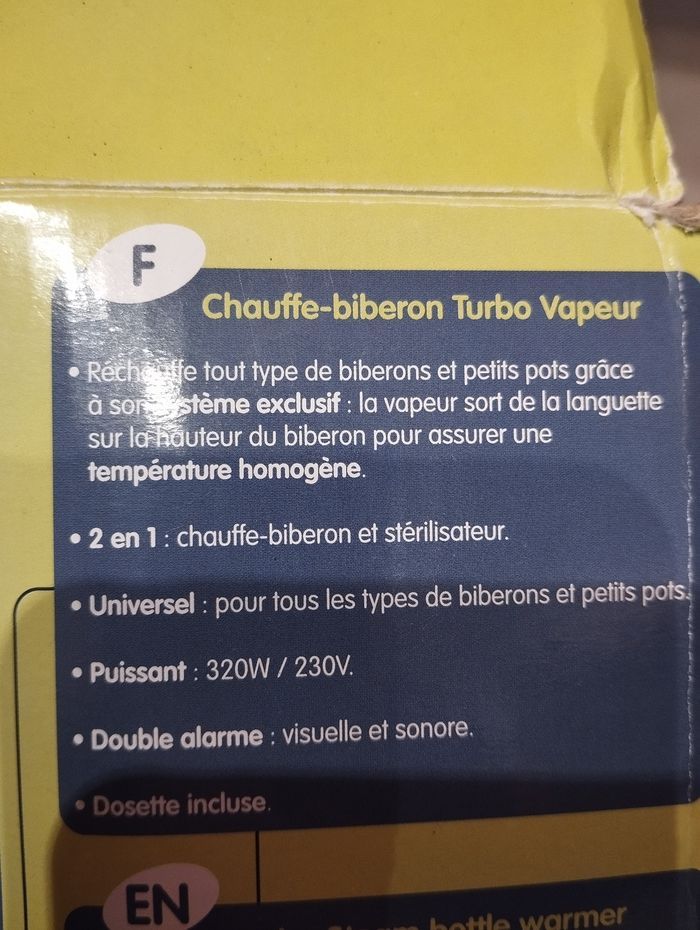 F
Chauffe-biberon Turbo Vapeur
• Réchauffe tout type de biberons et petits pots grâce
à son système exclusif : la vapeur sort de la languette
sur la hauteur du biberon pour assurer une
température homogène.
• 2 en 1 : chauffe-biberon et stérilisateur.
• Universel : pour tous les types de biberons et petits pots.
• Puissant : 320W / 230V.
• Double alarme : visuelle et sonore.
• Dosette incluse.
EN
Steam bottle warmer